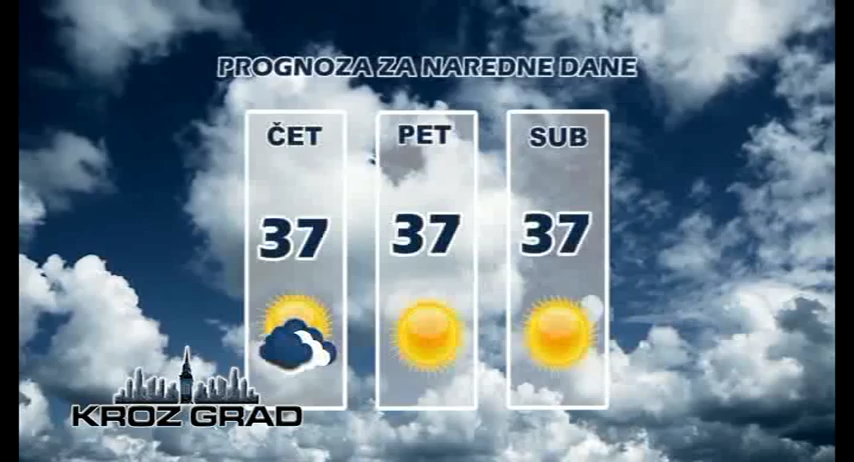 PROGNOZA ZA NAREDNE DANE
ČET PET SUB
37 37 37
KROZ GRAD